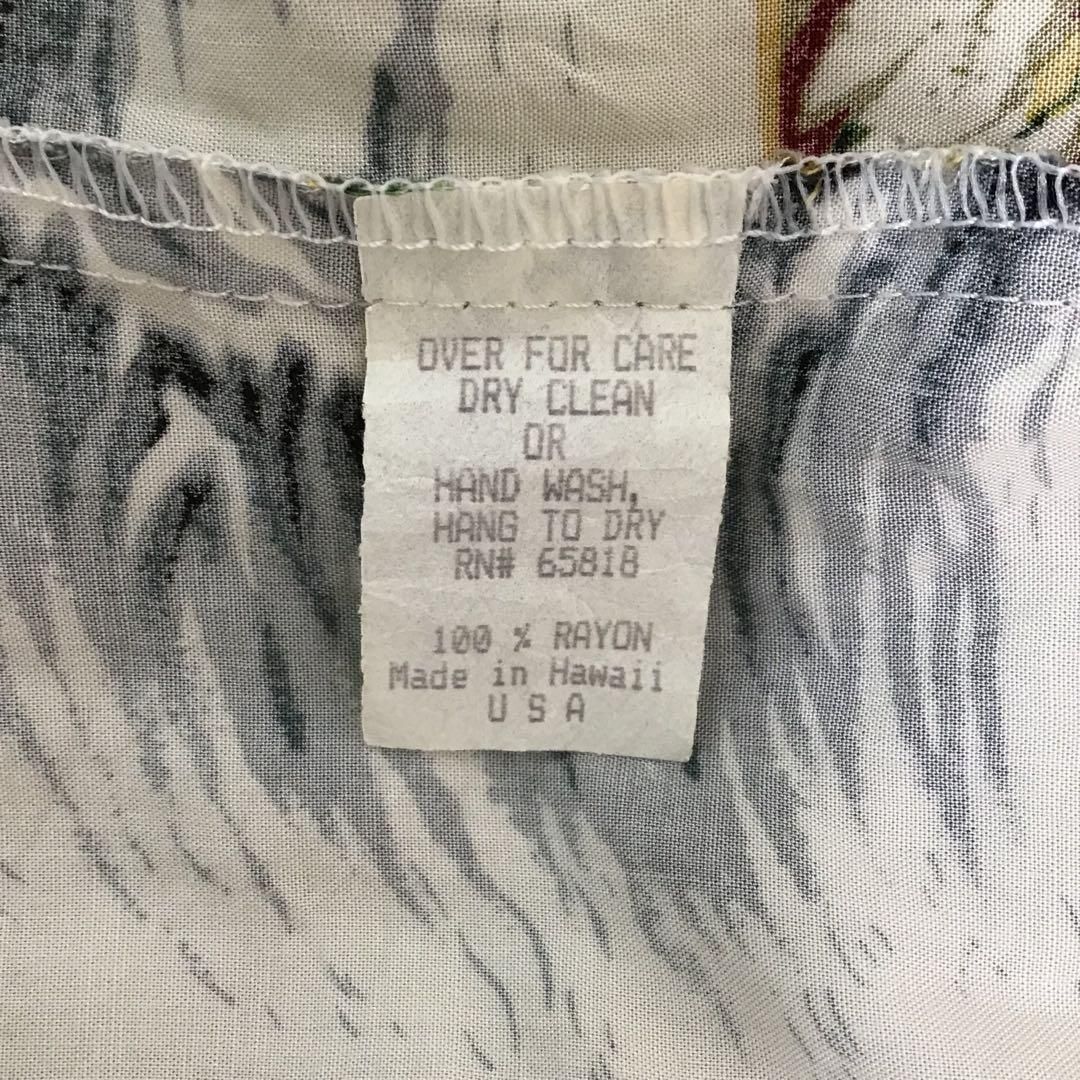 OVER FOR CARE
DRY CLEAN
OR
HAND WASH,
HANG TO DRY
RN# 65818
100 % RAYON
Made in Hawaii
U S A